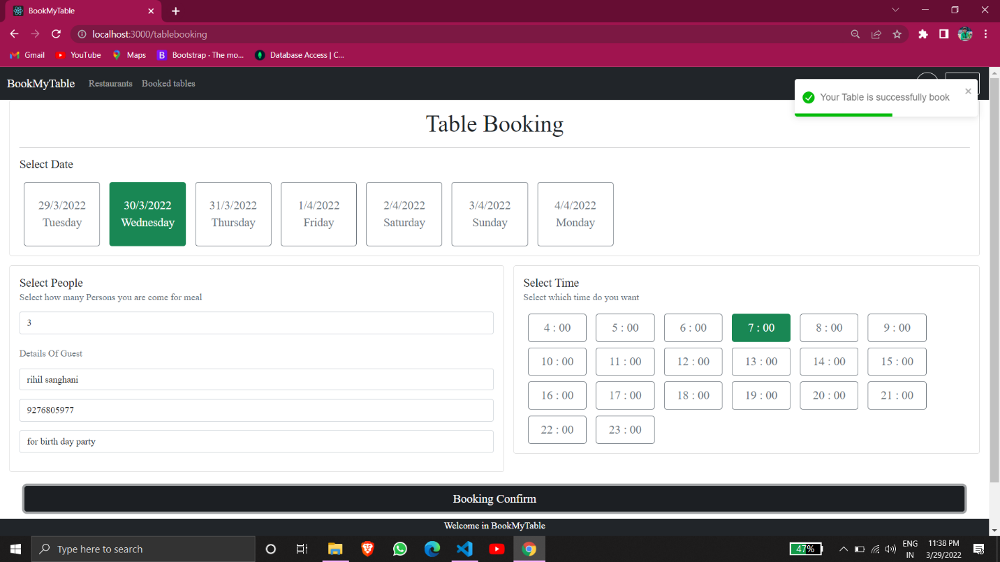 BookMyTable
localhost:3000/tablebooking
Gmail YouTube Maps B Bootstrap · The mo... Database Access | C...
BookMyTable Restaurants Booked tables
Your Table is successfully book
Table Booking
Select Date
29/3/2022 30/3/2022 31/3/2022 1/4/2022 2/4/2022 3/4/2022 4/4/2022
Tuesday Wednesday Thursday Friday Saturday Sunday Monday
Select People
Select how many Persons you are come for meal
3
Details Of Guest
rihil sanghani
9276805977
for birth day party
Select Time
Select which time do you want
4 : 00 5 : 00 6 : 00 7 : 00 8 : 00 9 : 00
10 : 00 11 : 00 12 : 00 13 : 00 14 : 00 15 : 00
16 : 00 17 : 00 18 : 00 19 : 00 20 : 00 21 : 00
22 : 00 23 : 00
Booking Confirm
Welcome in BookMyTable
Type here to search
47%
ENG
IN
11:38 PM
3/29/2022